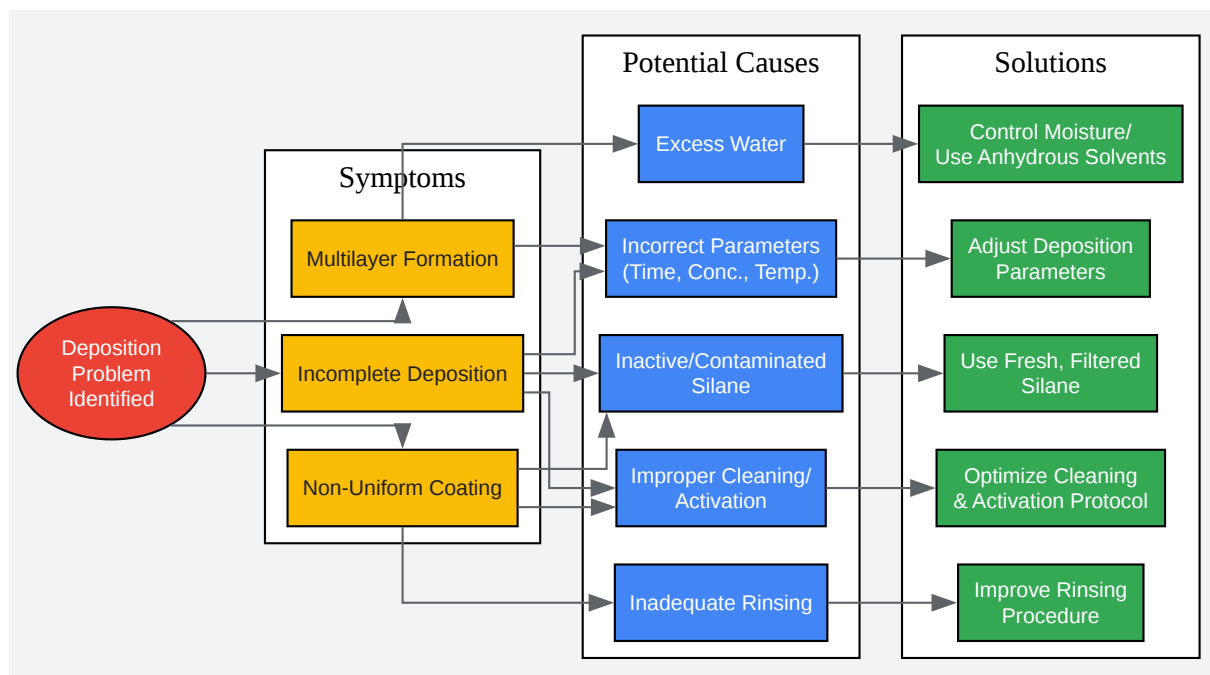 Potential Causes
Solutions
Symptoms
Excess Water
Control Moisture/
Use Anhydrous Solvents
Multilayer Formation
Incorrect Parameters
(Time, Conc., Temp.)
Adjust Deposition
Parameters
Deposition
Problem
Identified
Incomplete Deposition
Inactive/Contaminated
Silane
Use Fresh, Filtered
Silane
Non-Uniform Coating
Improper Cleaning/
Activation
Optimize Cleaning
& Activation Protocol
Inadequate Rinsing
Improve Rinsing
Procedure